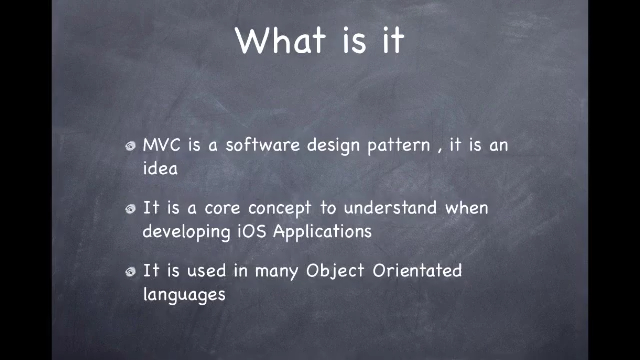 What is it
MVC is a software design pattern , it is an
idea
It is a core concept to understand when
developing iOS Applications
It is used in many Object Orientated
languages